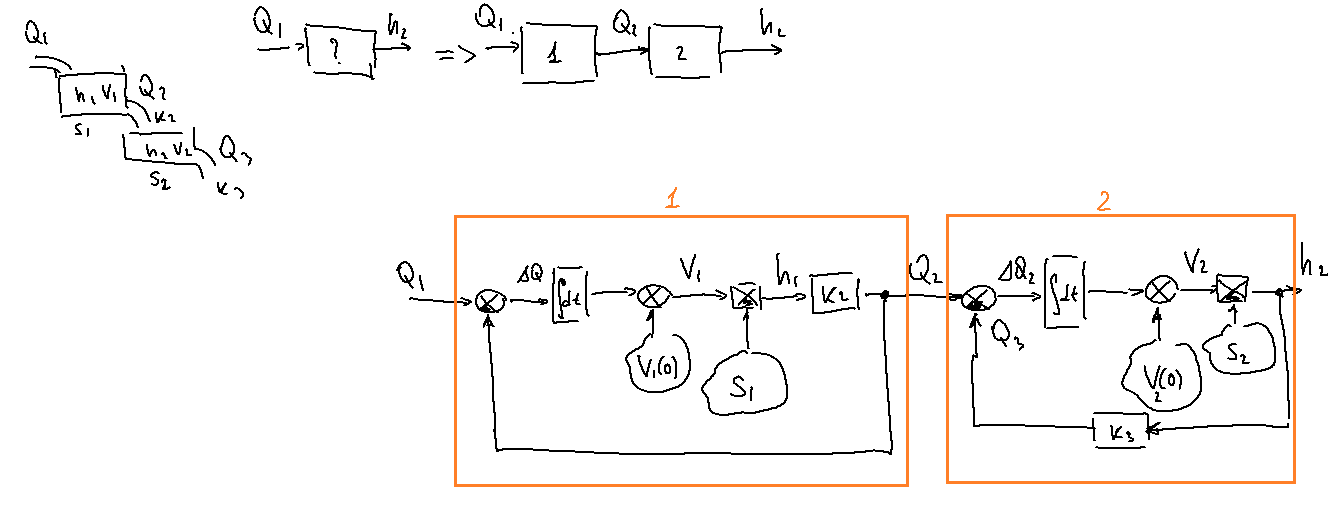 Q₁
h₁ V₁
Q₂
K₂
S₁
h₂ V₂
Q₃
S₂
K₃
Q₁
?
h₂
=>
Q₁
1
Q₂
2
h₂
1
Q₁
ΔQ
∫dt
V₁
h₁
K₂
Q₂
V₁(0)
S₁
2
ΔQ₂
∫dt
V₂
h₂
Q₃
V₂(0)
S₂
K₃